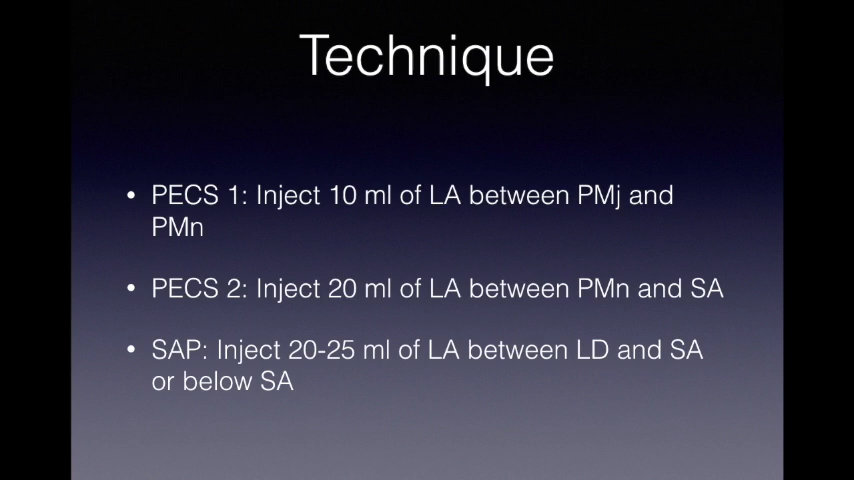 Technique
• PECS 1: Inject 10 ml of LA between PMj and
PMn
• PECS 2: Inject 20 ml of LA between PMn and SA
• SAP: Inject 20-25 ml of LA between LD and SA
or below SA